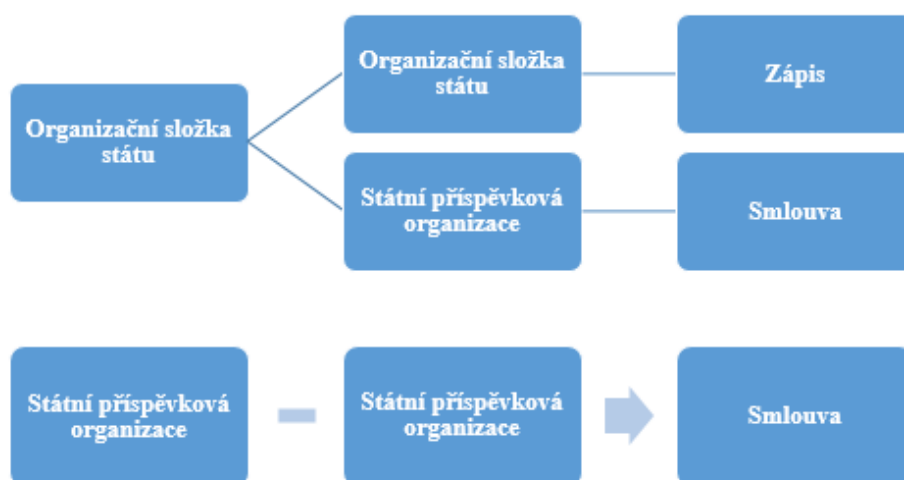 Organizační složka
státu
Organizační složka
státu
Zápis
Státní příspěvková
organizace
Smlouva
Státní příspěvková
organizace
Státní příspěvková
organizace
Smlouva